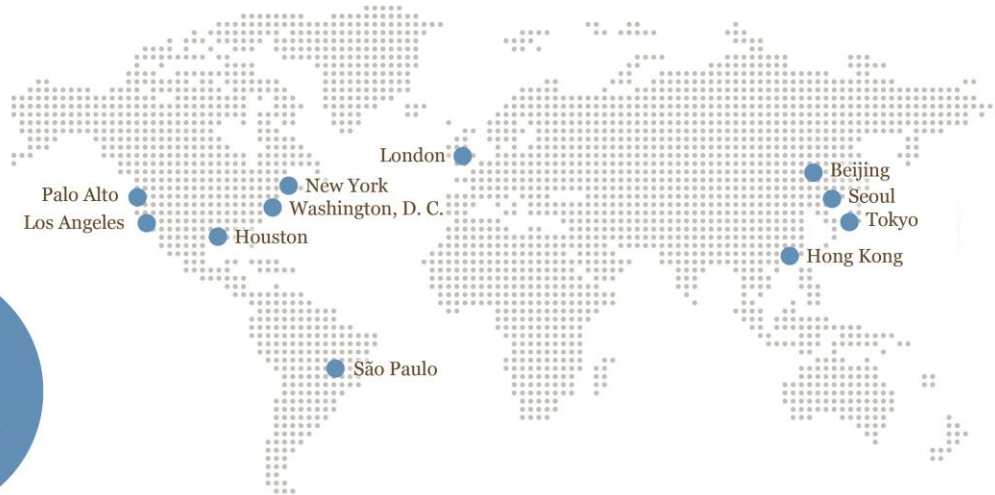 London
Beijing
Palo Alto
New York
Seoul
Los Angeles
Washington, D. C.
Tokyo
Houston
Hong Kong
São Paulo